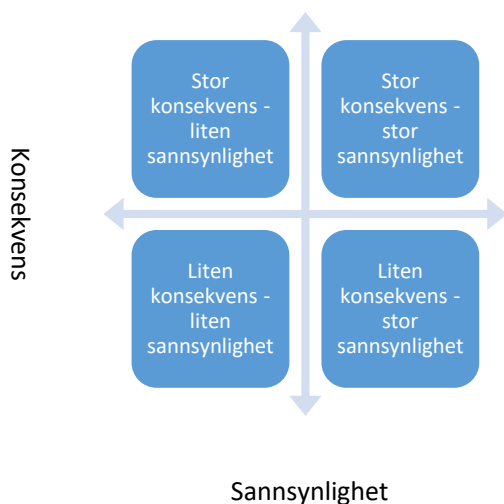 Stor
konsekvens -
liten
sannsynlighet
Stor
konsekvens -
stor
sannsynlighet
Konsekvens
Liten
konsekvens -
liten
sannsynlighet
Liten
konsekvens -
stor
sannsynlighet
Sannsynlighet